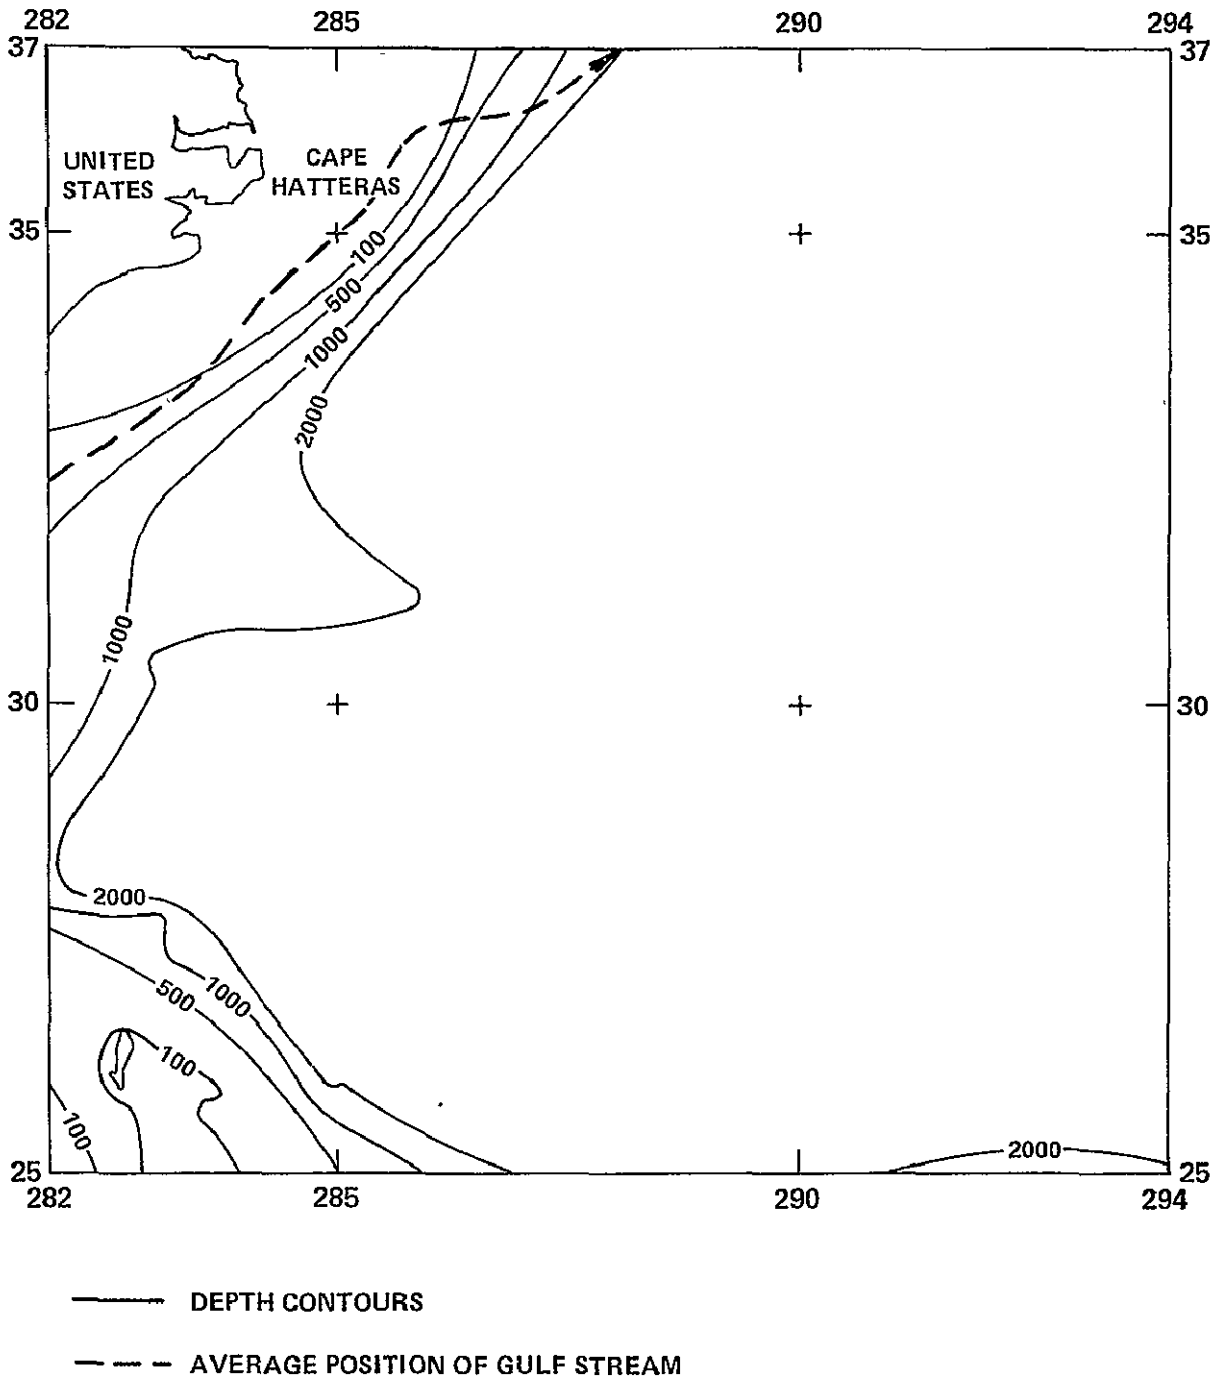 282 285 290 294
37 37
UNITED
STATES
CAPE
HATTERAS
35 35
100
500
1000
2000
1000
30 30
2000
1000
500
100
100
2000
25 25
282 285 290 294
DEPTH CONTOURS
AVERAGE POSITION OF GULF STREAM